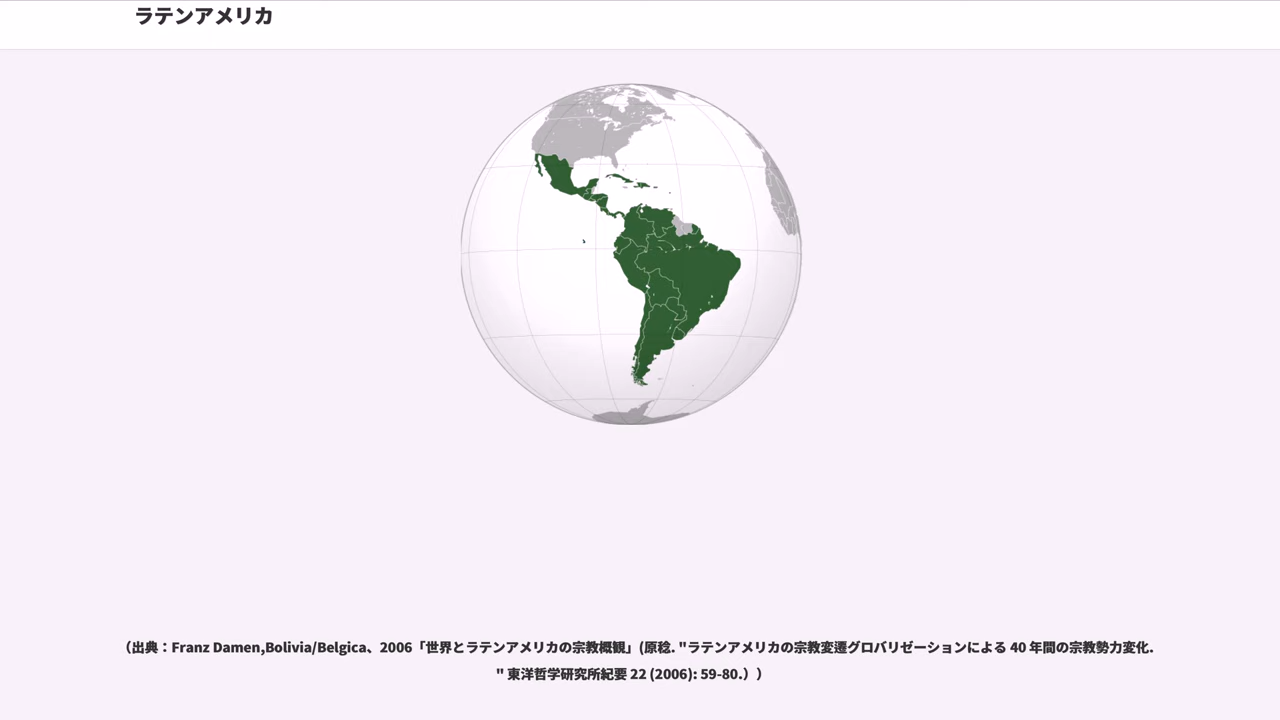 ラテンアメリカ
（出典：Franz Damen,Bolivia/Belgica、2006「世界とラテンアメリカの宗教概観」(原稔. "ラテンアメリカの宗教変遷グロバリゼーションによる 40 年間の宗教勢力変化.
" 東洋哲学研究所紀要 22 (2006): 59-80.））